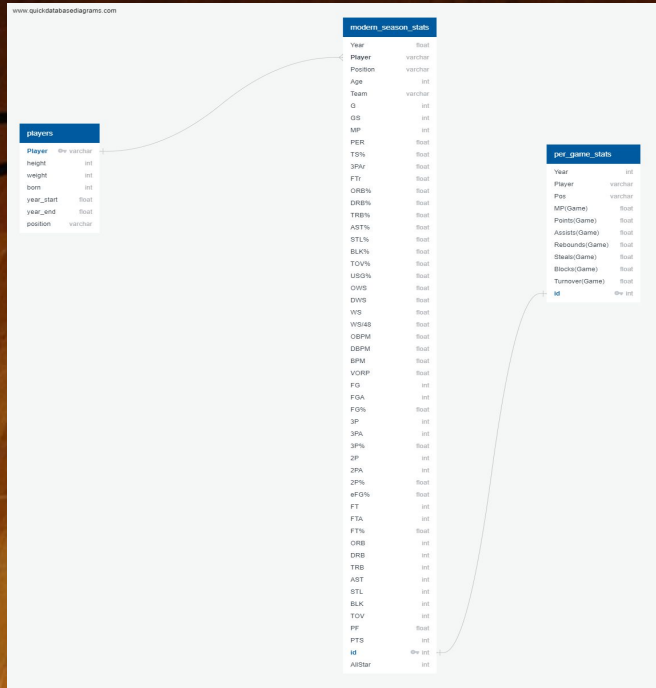 www.quickdatabasediagrams.com
players
Player varchar
height int
weight int
born int
year_start float
year_end float
position varchar
modern_season_stats
Year float
Player varchar
Position varchar
Age int
Team varchar
G int
GS int
MP int
PER float
TS% float
3PAr float
FTr float
ORB% float
DRB% float
TRB% float
AST% float
STL% float
BLK% float
TOV% float
USG% float
OWS float
DWS float
WS float
WS/48 float
OBPM float
DBPM float
BPM float
VORP float
FG int
FGA int
FG% float
3P int
3PA int
3P% float
2P int
2PA int
2P% float
eFG% float
FT int
FTA int
FT% float
ORB int
DRB int
TRB int
AST int
STL int
BLK int
TOV int
PF float
PTS int
id int
AllStar int
per_game_stats
Year int
Player varchar
Pos varchar
MP(Game) float
Points(Game) float
Assists(Game) float
Rebounds(Game) float
Steals(Game) float
Blocks(Game) float
Turnover(Game) float
id int